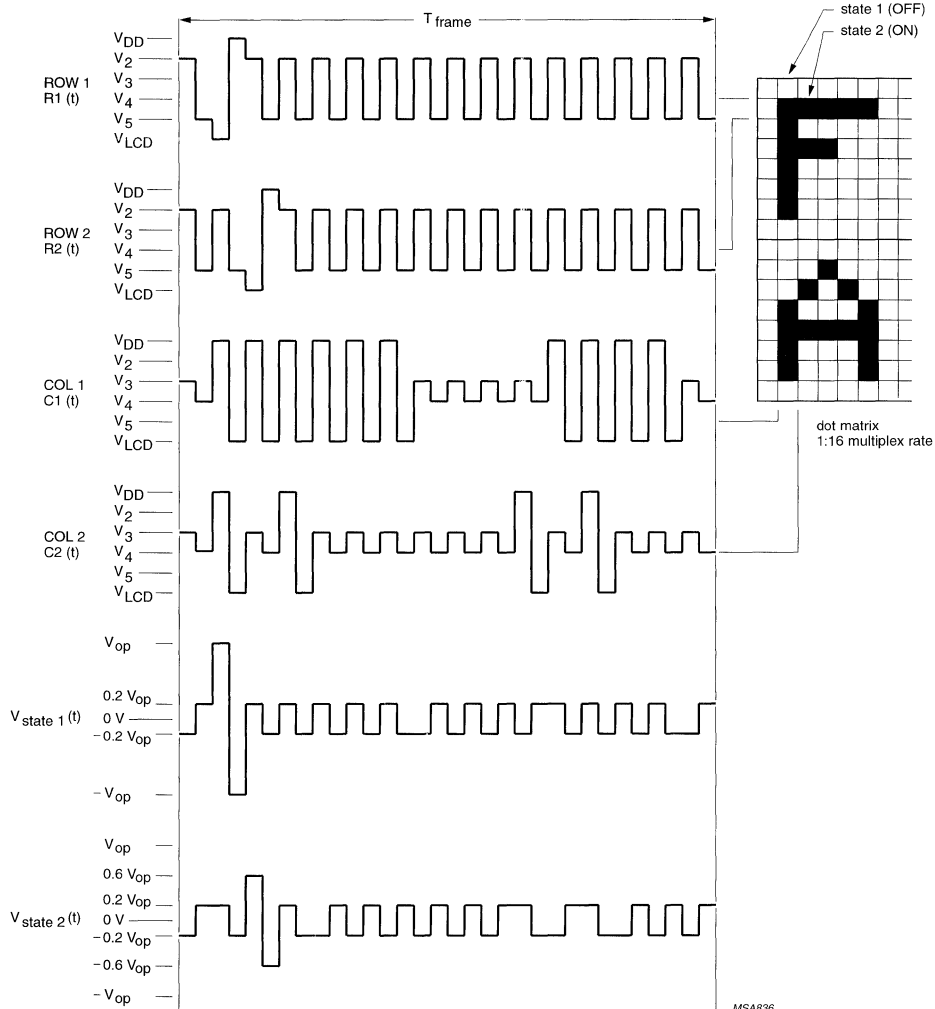 T frame
state 1 (OFF)
state 2 (ON)
ROW 1
R1 (t)
VDD
V2
V3
V4
V5
VLCD
ROW 2
R2 (t)
VDD
V2
V3
V4
V5
VLCD
COL 1
C1 (t)
VDD
V2
V3
V4
V5
VLCD
dot matrix
1:16 multiplex rate
COL 2
C2 (t)
VDD
V2
V3
V4
V5
VLCD
Vstate 1(t)
Vop
0.2 Vop
0 V
−0.2 Vop
−Vop
Vstate 2(t)
Vop
0.6 Vop
0.2 Vop
0 V
−0.2 Vop
−0.6 Vop
−Vop
MSA836